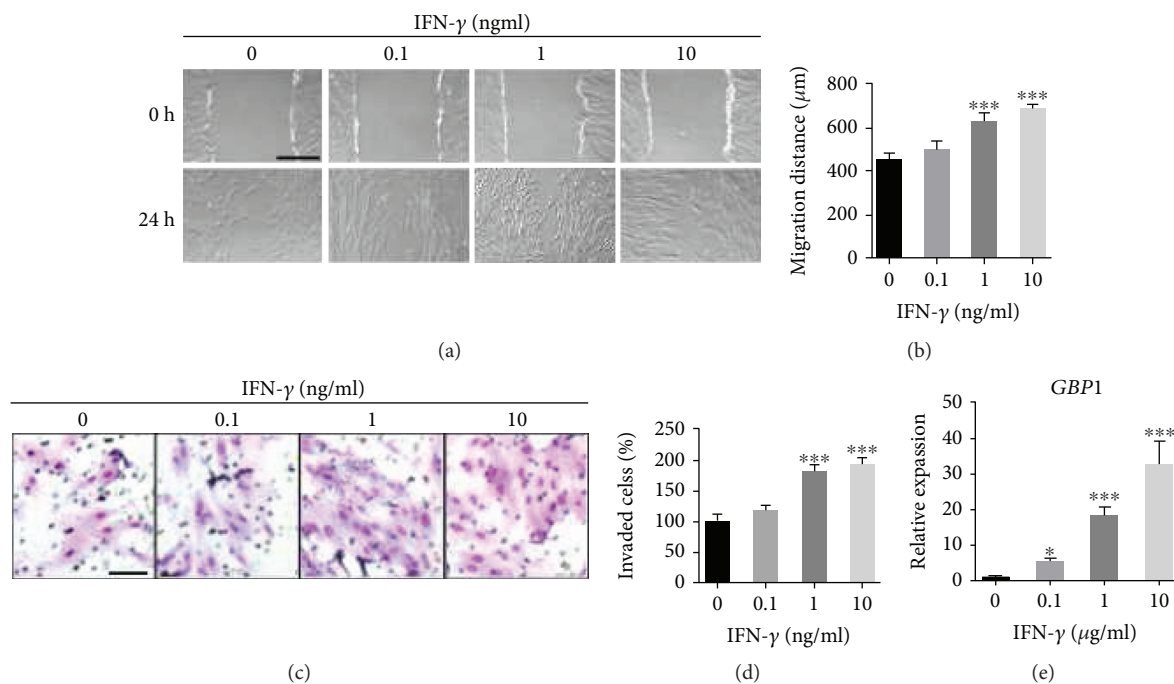 IFN-γ (ngml)
0 0.1 1 10
0 h
24 h
(a)
800
600
400
200
0
Migration distance (μm)
*** ***
0 0.1 1 10
IFN-γ (ng/ml)
(b)
IFN-γ (ng/ml)
0 0.1 1 10
(c)
250
200
150
100
50
0
Invaded celss (%)
*** ***
0 0.1 1 10
IFN-γ (ng/ml)
(d)
GBP1
50
40
30
20
10
0
Relative expassion
* *** ***
0 0.1 1 10
IFN-γ (μg/ml)
(e)